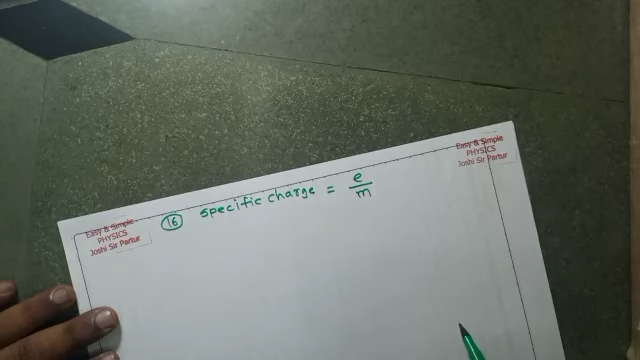 Easy & Simple
PHYSICS
Joshi Sir Partur
Easy & Simple
PHYSICS
Joshi Sir Partur
16 specific charge = e/m